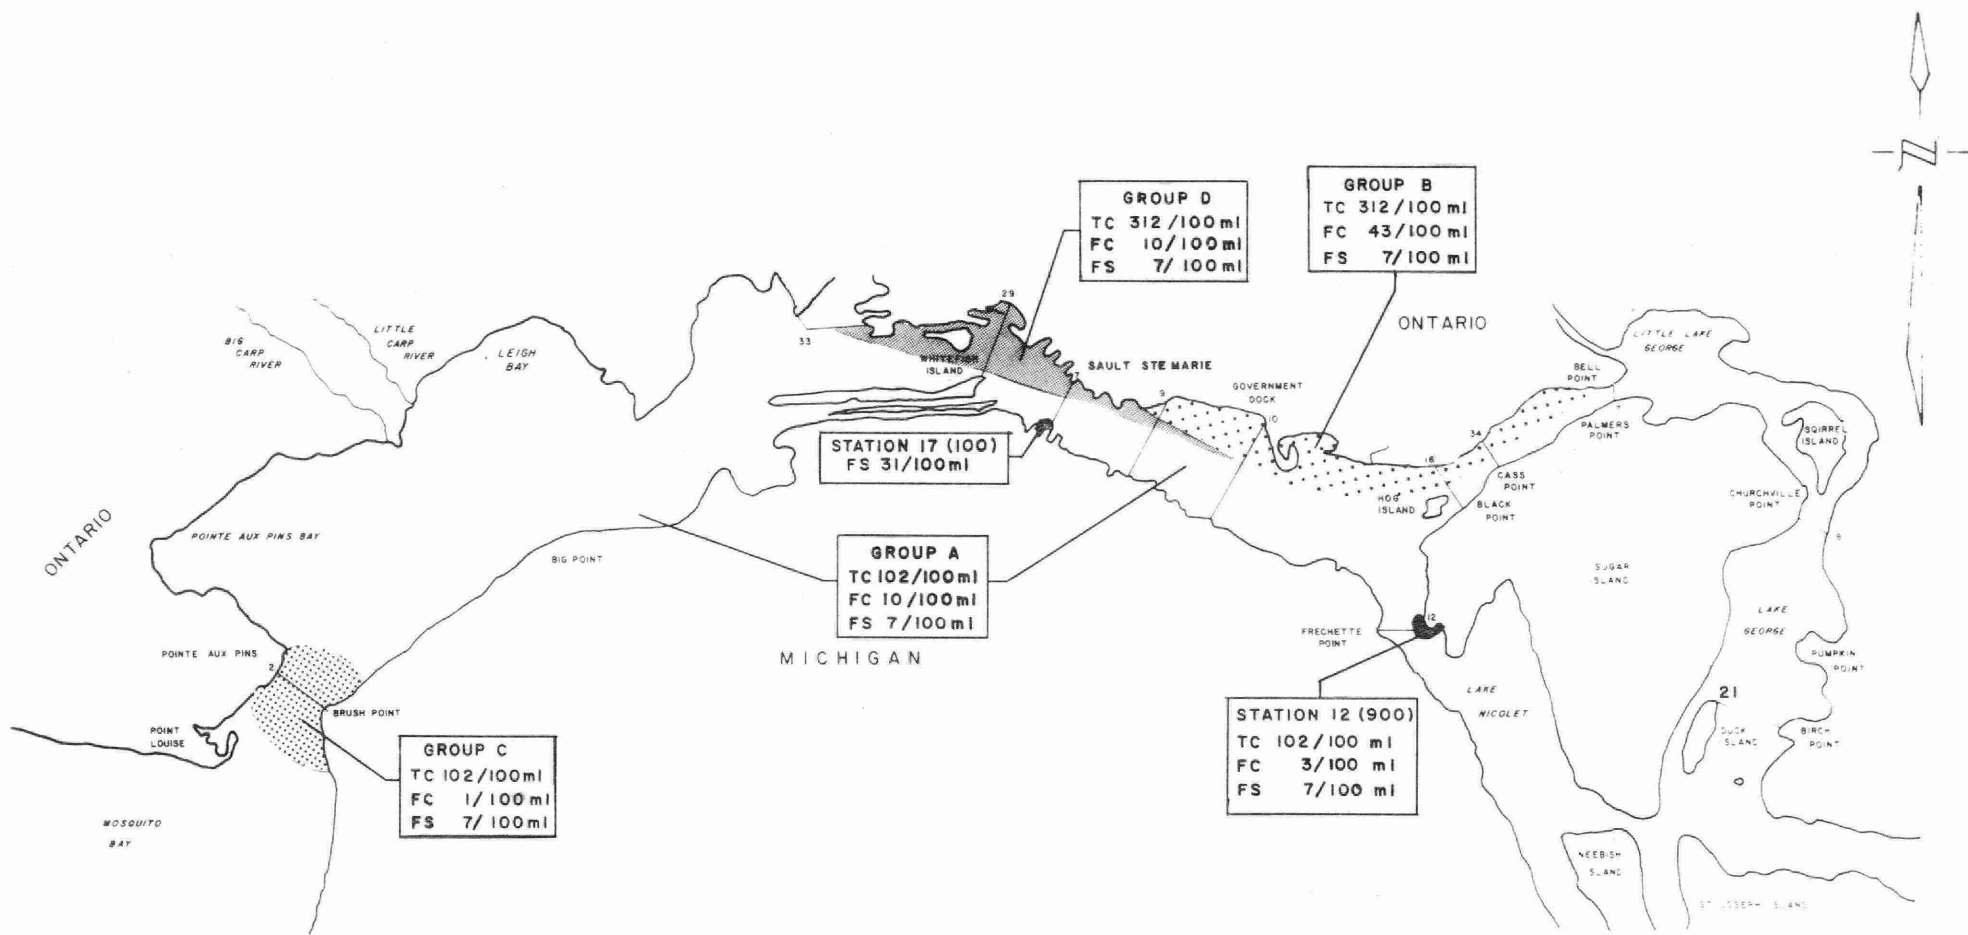 N
GROUP D
TC 312/100ml
FC 10/100ml
FS 7/100ml
GROUP B
TC 312/100ml
FC 43/100ml
FS 7/100ml
29
ONTARIO
BIG
CARP
RIVER
LITTLE
CARP
RIVER
LEIGH
BAY
33
WHITEFISH
ISLAND
SAULT STE MARIE
7
9
GOVERNMENT
DOCK
10
LITTLE LAKE
GEORGE
BELL
POINT
7
PALMERS
POINT
SQIRREL
ISLAND
STATION 17 (100)
FS 31/100ml
34
16
CASS
POINT
HOG
ISLAND
BLACK
POINT
CHURCHVILLE
POINT
8
ONTARIO
POINTE AUX PINS BAY
BIG POINT
GROUP A
TC 102/100ml
FC 10/100ml
FS 7/100ml
SUGAR
ISLAND
LAKE
GEORGE
12
FRECHETTE
POINT
MICHIGAN
POINTE AUX PINS
2
PUMPKIN
POINT
BRUSH POINT
POINT
LOUISE
LAKE
NICOLET
21
DUCK
ISLAND
BIRCH
POINT
STATION 12 (900)
TC 102/100 ml
FC 3/100 ml
FS 7/100 ml
GROUP C
TC 102/100ml
FC 1/100ml
FS 7/100ml
MOSQUITO
BAY
NEEBISH
ISLAND
ST JOSEPH ISLAND